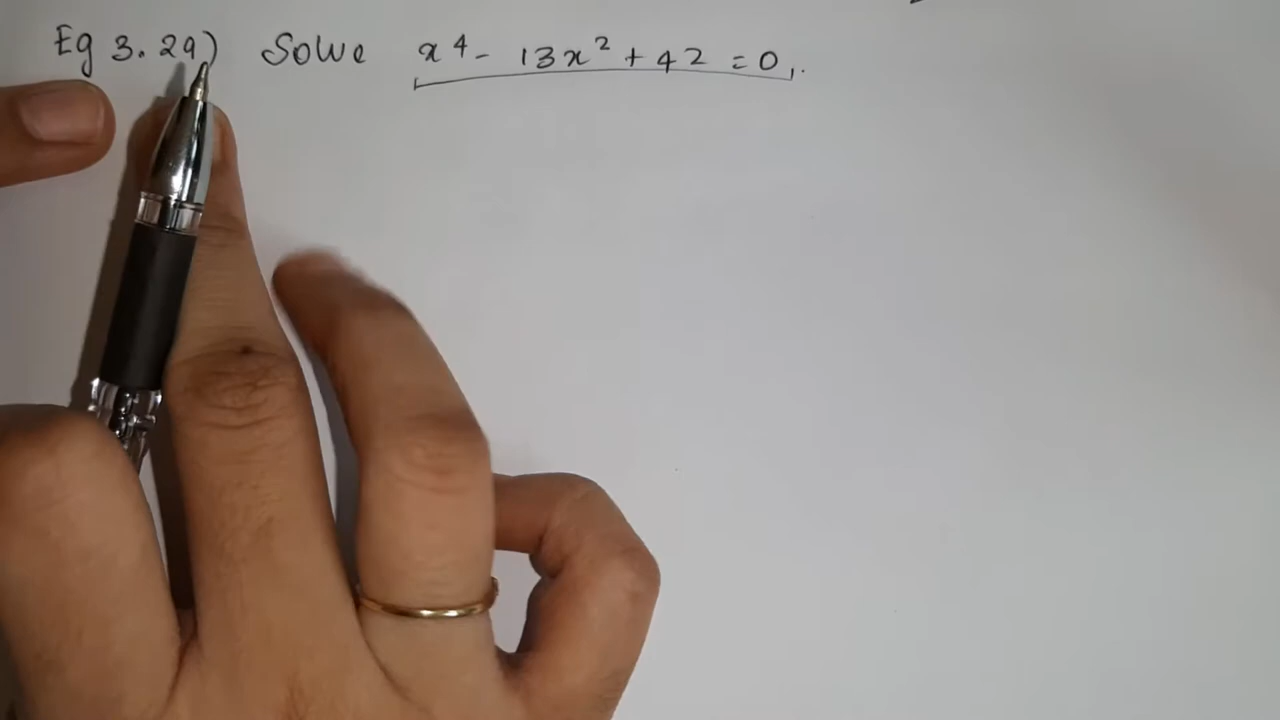 Eg 3.29) Solve x⁴ - 13x² + 42 = 0.